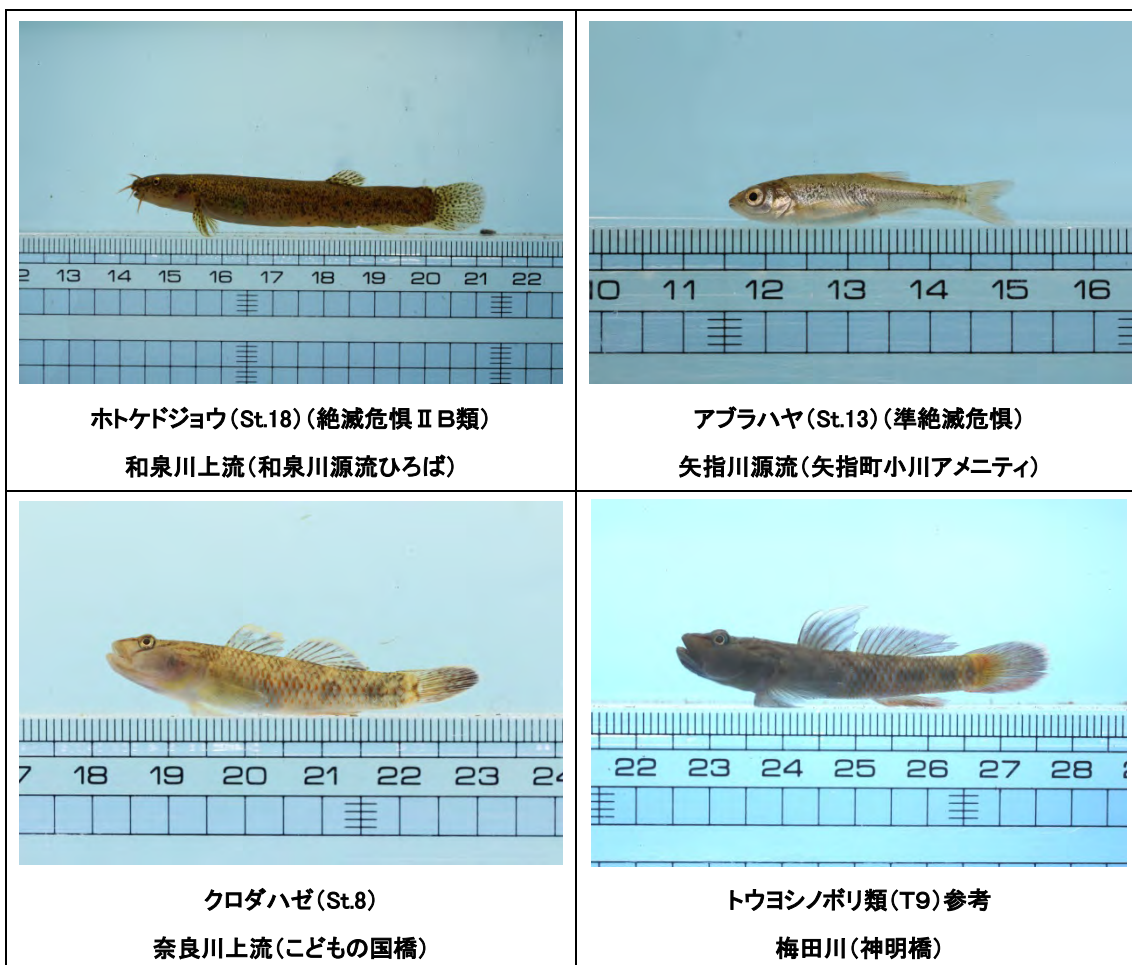 2 13 14 15 16 17 18 19 20 21 22
ホトケドジョウ(St.18)(絶滅危惧ⅡB類)
和泉川上流(和泉川源流ひろば)
10 11 12 13 14 15 16
アブラハヤ(St.13)(準絶滅危惧)
矢指川源流(矢指町小川アメニティ)
17 18 19 20 21 22 23 24
クロダハゼ(St.8)
奈良川上流(こどもの国橋)
22 23 24 25 26 27 28
トウヨシノボリ類(T9)参考
梅田川(神明橋)